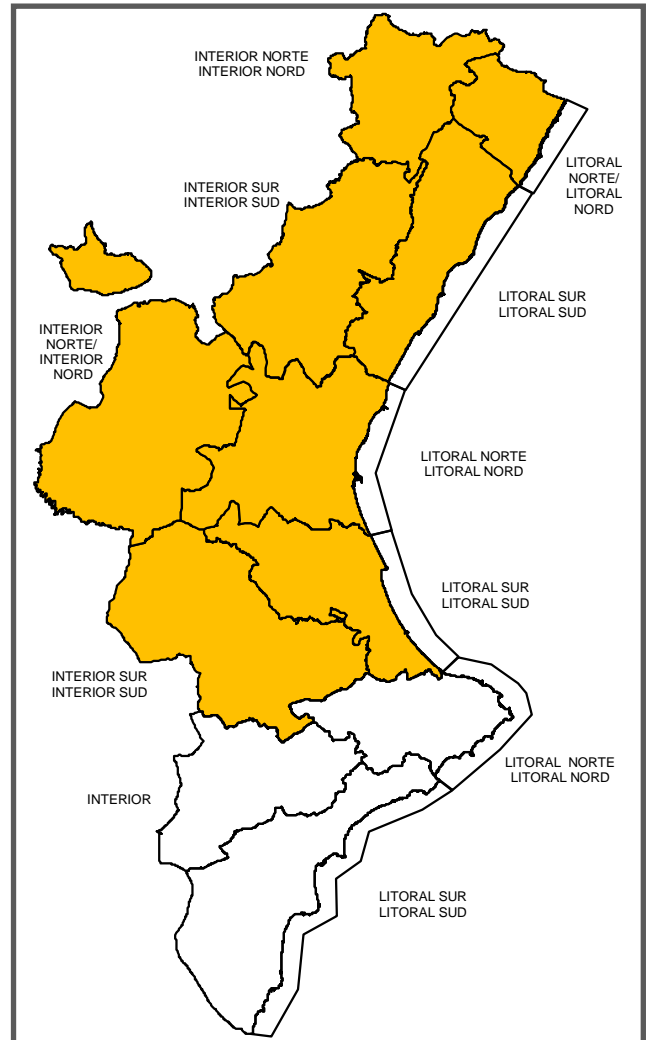 INTERIOR NORTE
INTERIOR NORD
LITORAL
NORTE/
LITORAL
NORD
INTERIOR SUR
INTERIOR SUD
LITORAL SUR
LITORAL SUD
INTERIOR
NORTE/
INTERIOR
NORD
LITORAL NORTE
LITORAL NORD
LITORAL SUR
LITORAL SUD
INTERIOR SUR
INTERIOR SUD
LITORAL NORTE
LITORAL NORD
INTERIOR
LITORAL SUR
LITORAL SUD